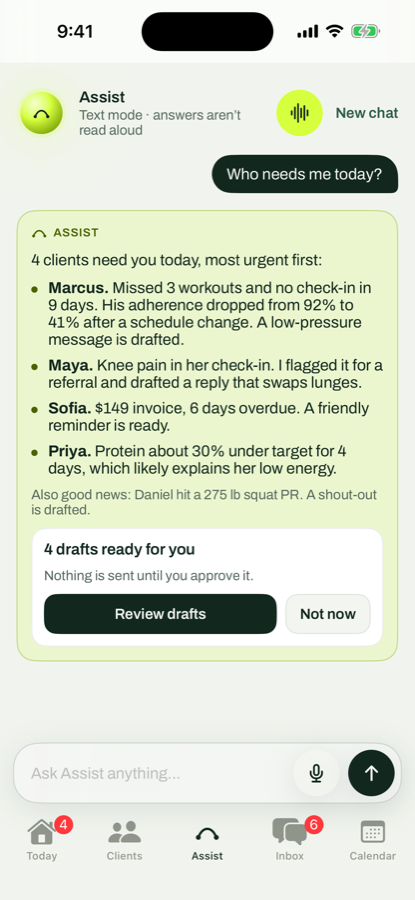 9:41
Assist
Text mode · answers aren't
read aloud
New chat
Who needs me today?
ASSIST
4 clients need you today, most urgent first:
• Marcus. Missed 3 workouts and no check-in in
9 days. His adherence dropped from 92% to
41% after a schedule change. A low-pressure
message is drafted.
• Maya. Knee pain in her check-in. I flagged it for a
referral and drafted a reply that swaps lunges.
• Sofia. $149 invoice, 6 days overdue. A friendly
reminder is ready.
• Priya. Protein about 30% under target for 4
days, which likely explains her low energy.
Also good news: Daniel hit a 275 lb squat PR. A shout-out
is drafted.
4 drafts ready for you
Nothing is sent until you approve it.
Review drafts
Not now
Ask Assist anything...
4
6
Today
Clients
Assist
Inbox
Calendar